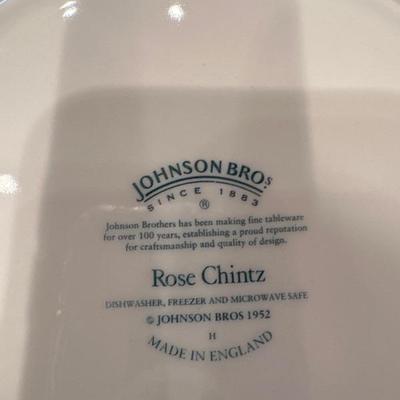 JOHNSON BROS
SINCE 1883
®
Johnson Brothers has been making fine tableware
for over 100 years, establishing a proud reputation
for craftsmanship and quality of design.
Rose Chintz
DISHWASHER, FREEZER AND MICROWAVE SAFE
© JOHNSON BROS 1952
H
MADE IN ENGLAND